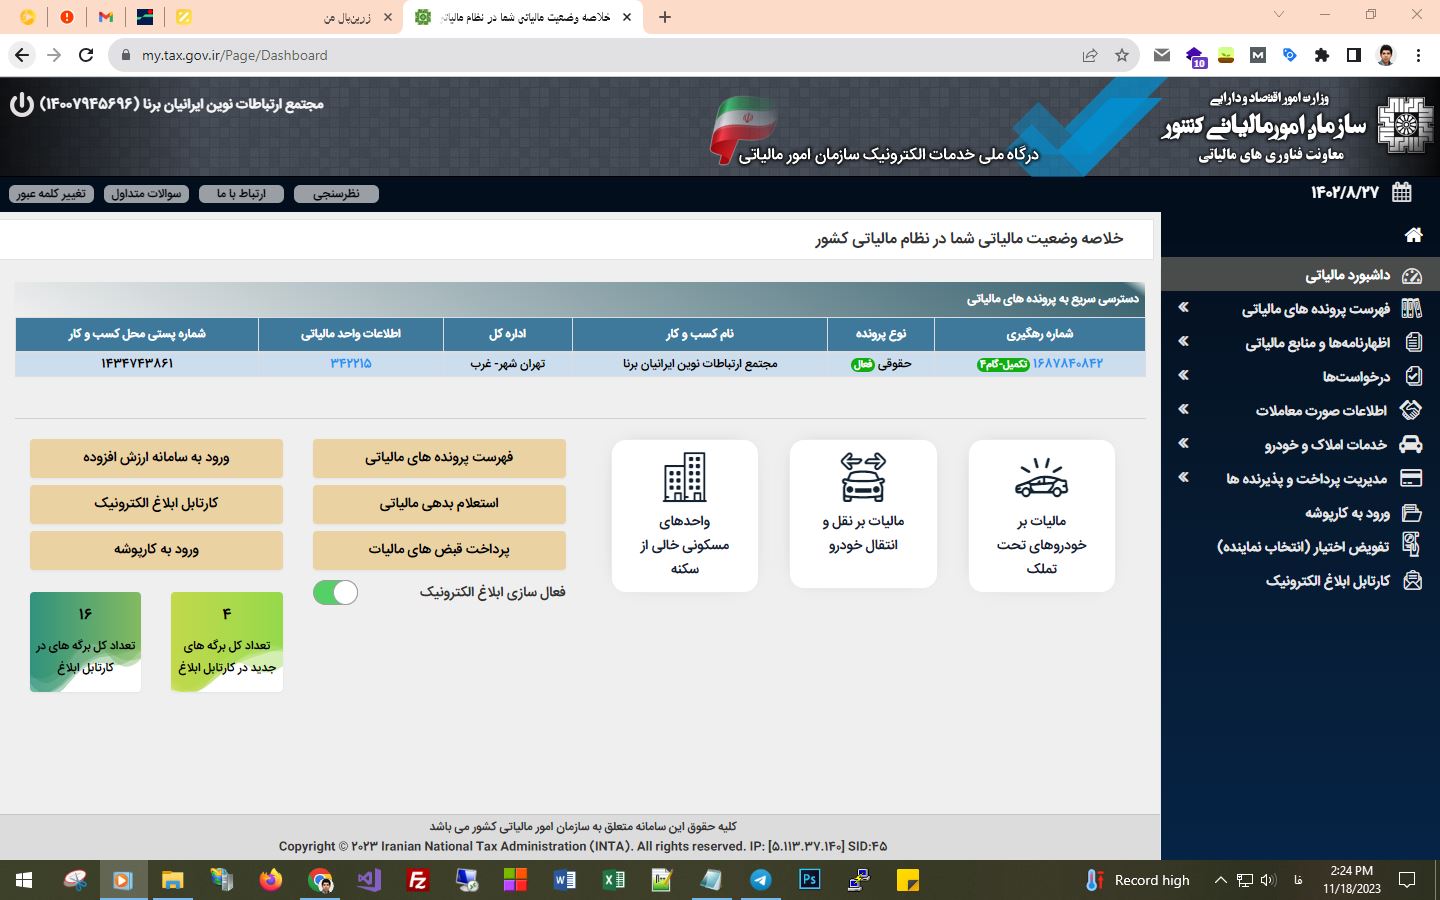 زرین‌بال من
خلاصه وضعیت مالیاتی شما در نظام مالیاتی
my.tax.gov.ir/Page/Dashboard
10
وزارت امور اقتصاد و دارایی
سازمان امور مالیاتی کشور
معاونت فناوری های مالیاتی
درگاه ملی خدمات الکترونیک سازمان امور مالیاتی
مجتمع ارتباطات نوین ایرانیان برنا (۱۴۰۰۷۹۴۵۶۹۶)
۱۴۰۲/۸/۲۷
نظرسنجی
ارتباط با ما
سوالات متداول
تغییر کلمه عبور
داشبورد مالیاتی
فهرست پرونده های مالیاتی
اظهارنامه‌ها و منابع مالیاتی
درخواست‌ها
اطلاعات صورت معاملات
خدمات املاک و خودرو
مدیریت پرداخت و پذیرنده ها
ورود به کارپوشه
تفویض اختیار (انتخاب نماینده)
کارتابل ابلاغ الکترونیک
خلاصه وضعیت مالیاتی شما در نظام مالیاتی کشور
دسترسی سریع به پرونده های مالیاتی
شماره رهگیری نوع پرونده نام کسب و کار اداره کل اطلاعات واحد مالیاتی شماره پستی محل کسب و کار
۱۶۸۷۸۴۰۸۴۲ تکمیل-گام۴ حقوقی فعال مجتمع ارتباطات نوین ایرانیان برنا تهران شهر- غرب ۳۴۲۲۱۵ ۱۴۳۴۷۴۳۸۶۱
مالیات بر
خودروهای تحت
تملک
مالیات بر نقل و
انتقال خودرو
واحدهای
مسکونی خالی از
سکنه
فهرست پرونده های مالیاتی
استعلام بدهی مالیاتی
پرداخت قبض های مالیات
فعال سازی ابلاغ الکترونیک
ورود به سامانه ارزش افزوده
کارتابل ابلاغ الکترونیک
ورود به کارپوشه
۴
تعداد کل برگه های
جدید در کارتابل ابلاغ
۱۶
تعداد کل برگه های در
کارتابل ابلاغ
کلیه حقوق این سامانه متعلق به سازمان امور مالیاتی کشور می باشد
Copyright © ۲۰۲۳ Iranian National Tax Administration (INTA). All rights reserved. IP: [۵.۱۱۳.۳۷.۱۴۰] SID:۴۵
Record high
فا
2:24 PM
11/18/2023